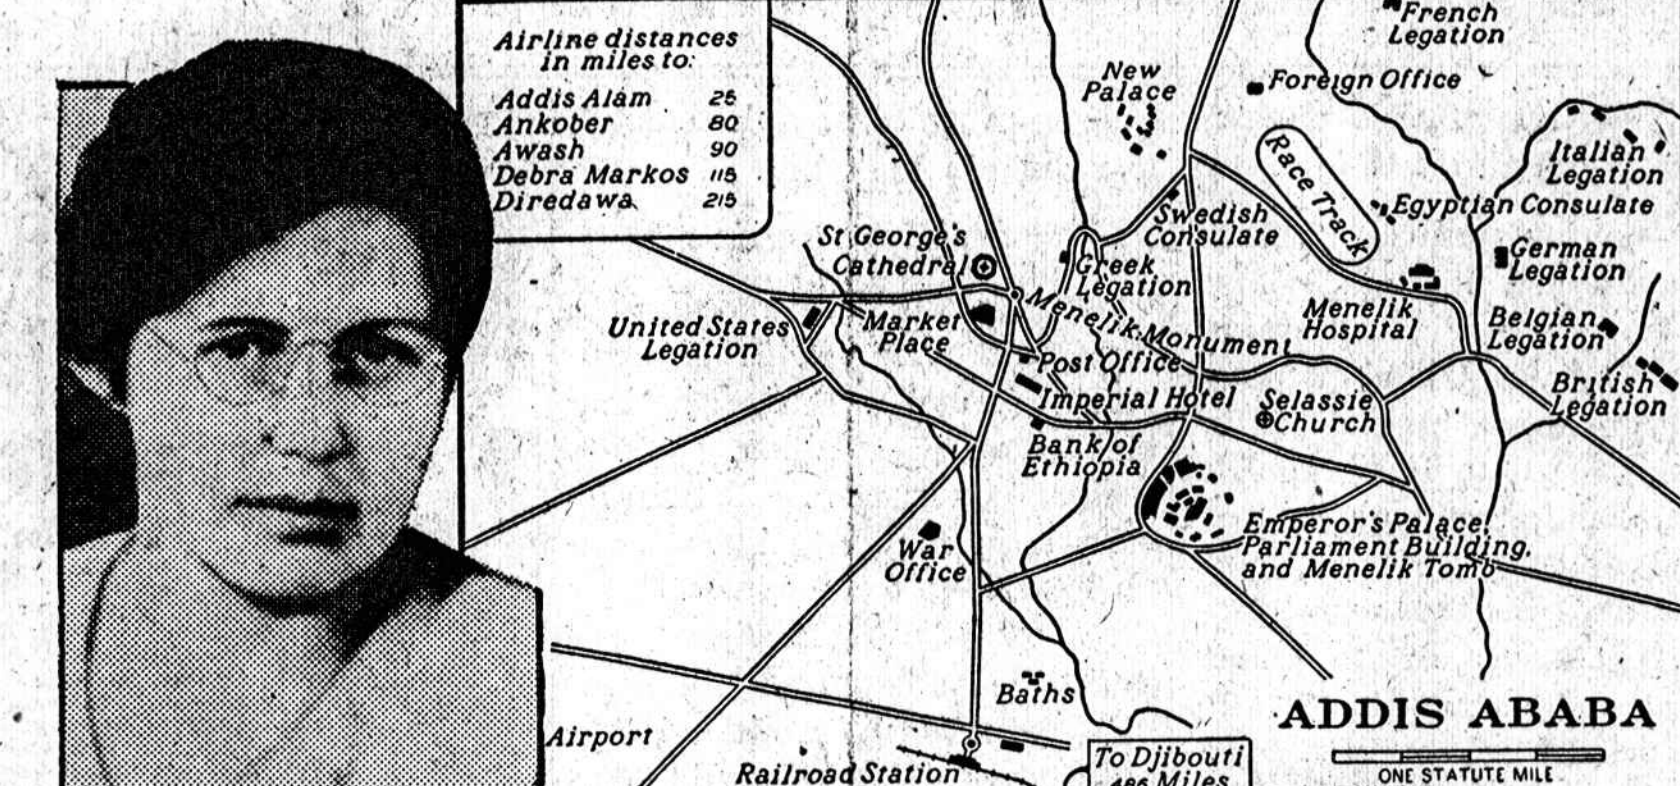 Airline distances
in miles to:
Addis Alam 25
Ankober 80
Awash 90
Debra Markos 115
Diredawa 215
French
Legation
New
Palace
Foreign Office
Italian
Legation
Race Track
Egyptian Consulate
Swedish
Consulate
St George's
Cathedral
Greek
Legation
German
Legation
United States
Legation
Market
Place
Menelik Monument
Menelik
Hospital
Belgian
Legation
Post Office
Imperial Hotel
Selassie
Church
British
Legation
Bank of
Ethiopia
War
Office
Emperor's Palace,
Parliament Building,
and Menelik Tomb
Baths
ADDIS ABABA
ONE STATUTE MILE
Airport
Railroad Station
To Djibouti
486 Miles